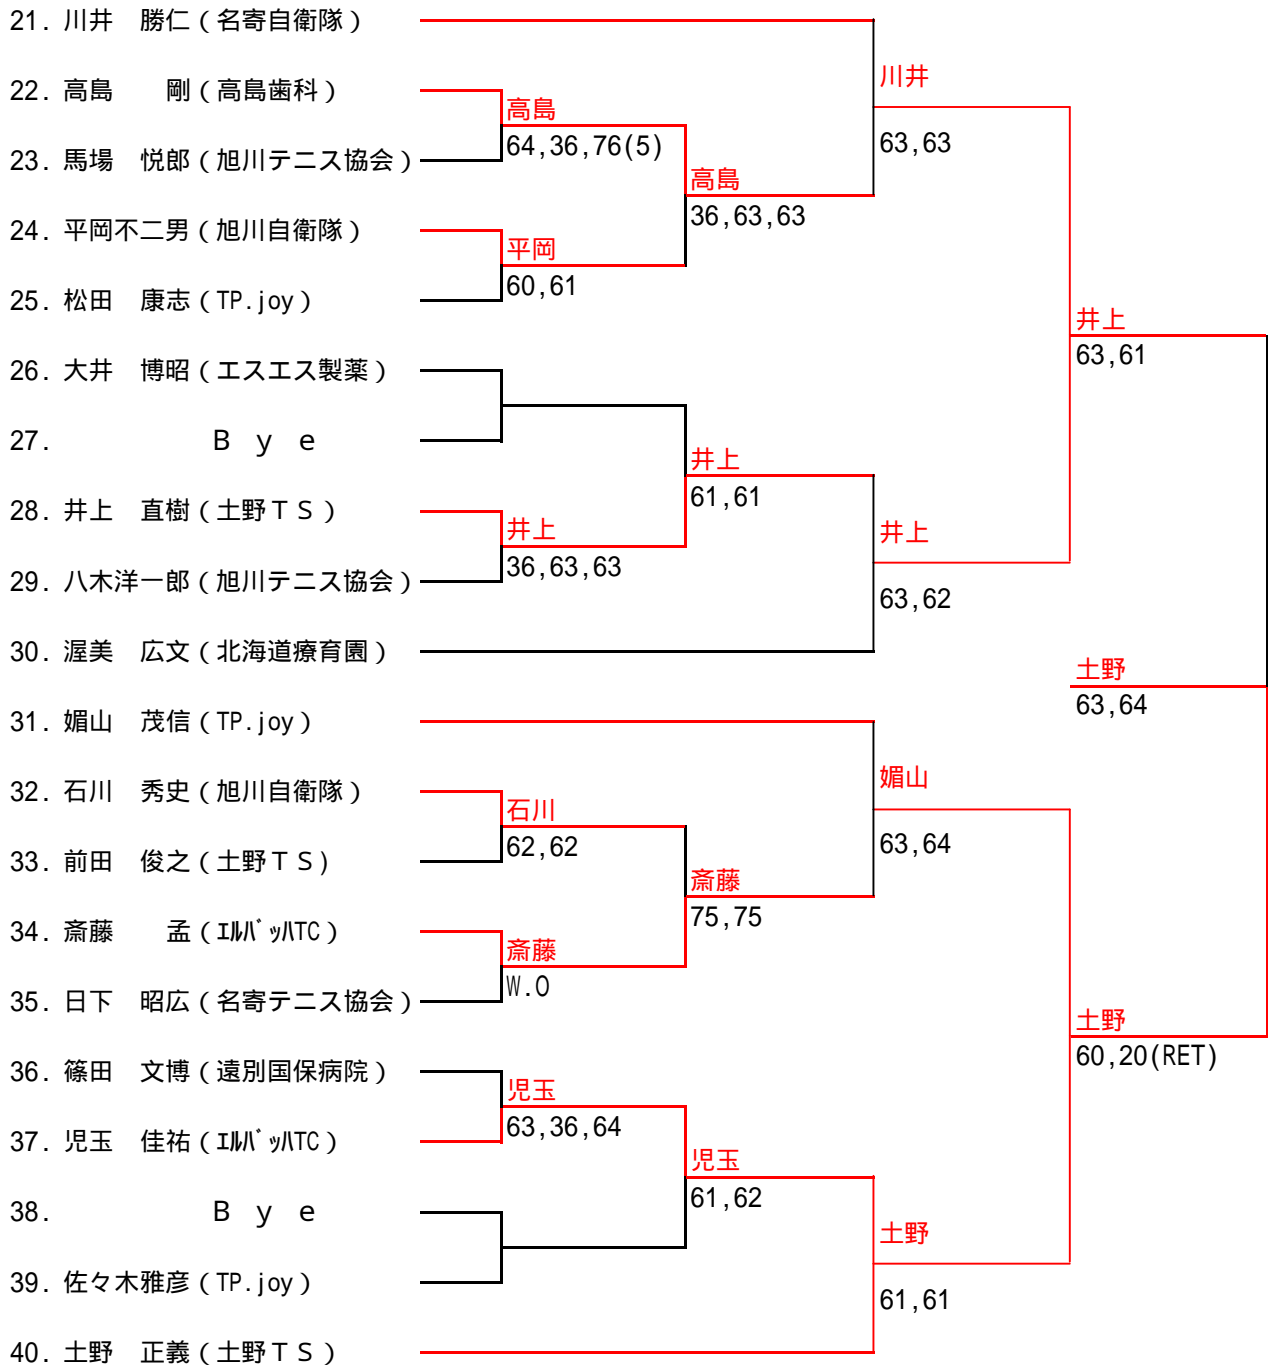 21. 川井　勝仁（名寄自衛隊）
川井
22. 高島　　剛（高島歯科）
高島
64,36,76(5)
63,63
23. 馬場　悦郎（旭川テニス協会）
高島
36,63,63
24. 平岡不二男（旭川自衛隊）
平岡
60,61
25. 松田　康志（TP.joy）
井上
63,61
26. 大井　博昭（エスエス製薬）
27. Ｂｙｅ
井上
61,61
28. 井上　直樹（土野ＴＳ）
井上
36,63,63
井上
63,62
29. 八木洋一郎（旭川テニス協会）
30. 渥美　広文（北海道療育園）
土野
63,64
31. 媚山　茂信（TP.joy）
媚山
32. 石川　秀史（旭川自衛隊）
石川
62,62
63,64
33. 前田　俊之（土野ＴＳ)
斎藤
75,75
34. 斎藤　　孟（ｴﾙﾊﾞｯﾊTC）
斎藤
W.O
35. 日下　昭広（名寄テニス協会）
土野
60,20(RET)
36. 篠田　文博（遠別国保病院）
児玉
63,36,64
37. 児玉　佳祐（ｴﾙﾊﾞｯﾊTC）
児玉
61,62
38. Ｂｙｅ
土野
39. 佐々木雅彦（TP.joy）
61,61
40. 土野　正義（土野ＴＳ）